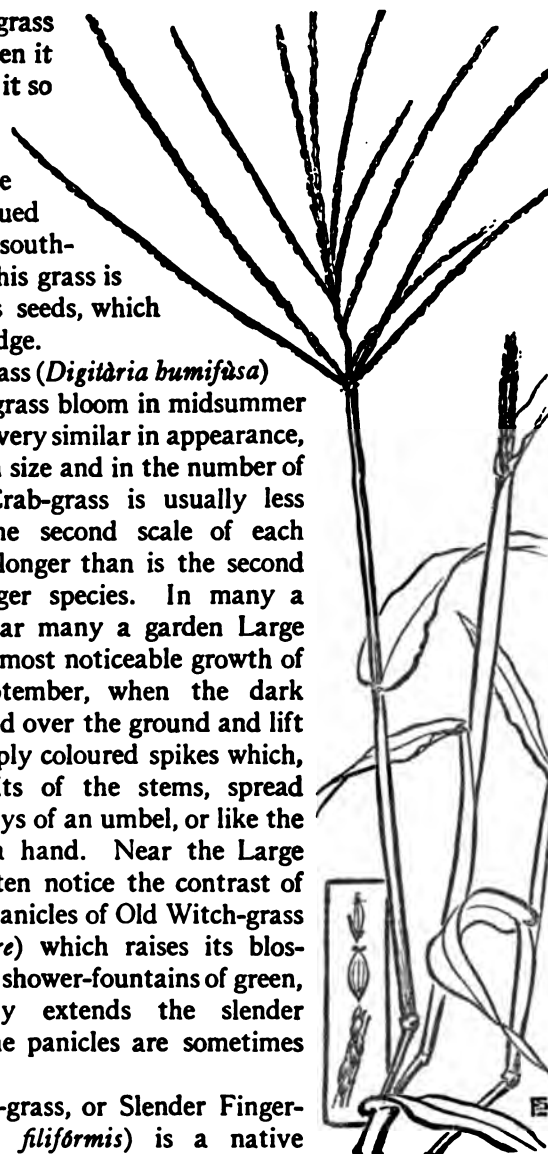 grass
en it
it so
e
ued
south-
his grass is
s seeds, which
dge.
ass (Digitària humifùsa)
grass bloom in midsummer
very similar in appearance,
n size and in the number of
Crab-grass is usually less
he second scale of each
longer than is the second
ger species. In many a
ar many a garden Large
most noticeable growth of
ptember, when the dark
d over the ground and lift
ply coloured spikes which,
its of the stems, spread
ys of an umbel, or like the
a hand. Near the Large
ten notice the contrast of
anicles of Old Witch-grass
re) which raises its blos-
shower-fountains of green,
y extends the slender
he panicles are sometimes
-grass, or Slender Finger-
filifórmis) is a native